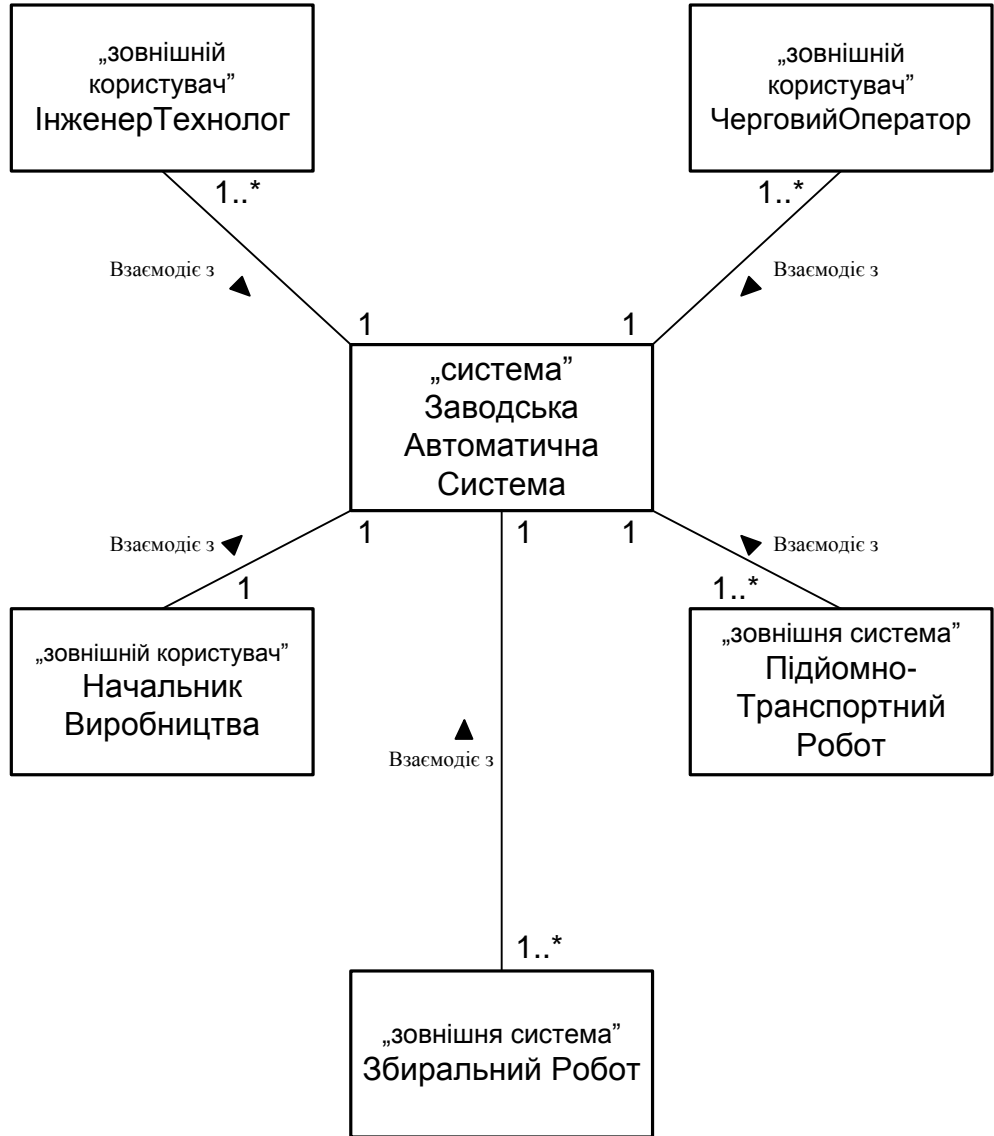 „зовнішній
користувач”
ІнженерТехнолог
„зовнішній
користувач”
ЧерговийОператор
1..*
1..*
Взаємодіє з
Взаємодіє з
1
1
„система”
Заводська
Автоматична
Система
1
1
1
Взаємодіє з
Взаємодіє з
1
1..*
„зовнішній користувач”
Начальник
Виробництва
„зовнішня система”
Підйомно-
Транспортний
Робот
Взаємодіє з
1..*
„зовнішня система”
Збиральний Робот